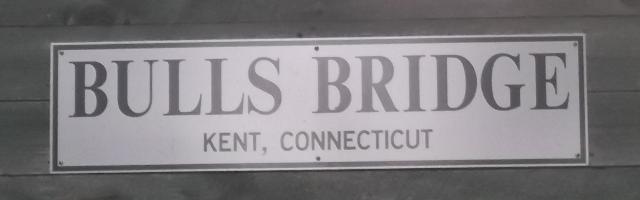 BULLS BRIDGE
KENT, CONNECTICUT